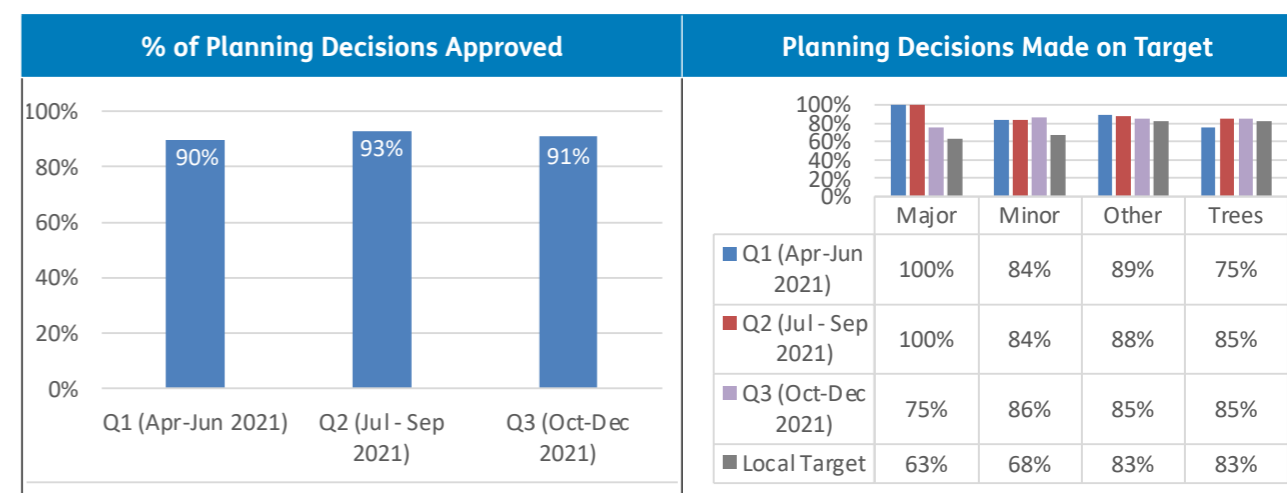 % of Planning Decisions Approved
100%
80%
60%
40%
20%
0%
90%
93%
91%
Q1 (Apr-Jun 2021)
Q2 (Jul - Sep
2021)
Q3 (Oct-Dec
2021)
Planning Decisions Made on Target
100%
80%
60%
40%
20%
0%
Major Minor Other Trees
Q1 (Apr-Jun
2021)
100% 84% 89% 75%
Q2 (Jul - Sep
2021)
100% 84% 88% 85%
Q3 (Oct-Dec
2021)
75% 86% 85% 85%
Local Target 63% 68% 83% 83%